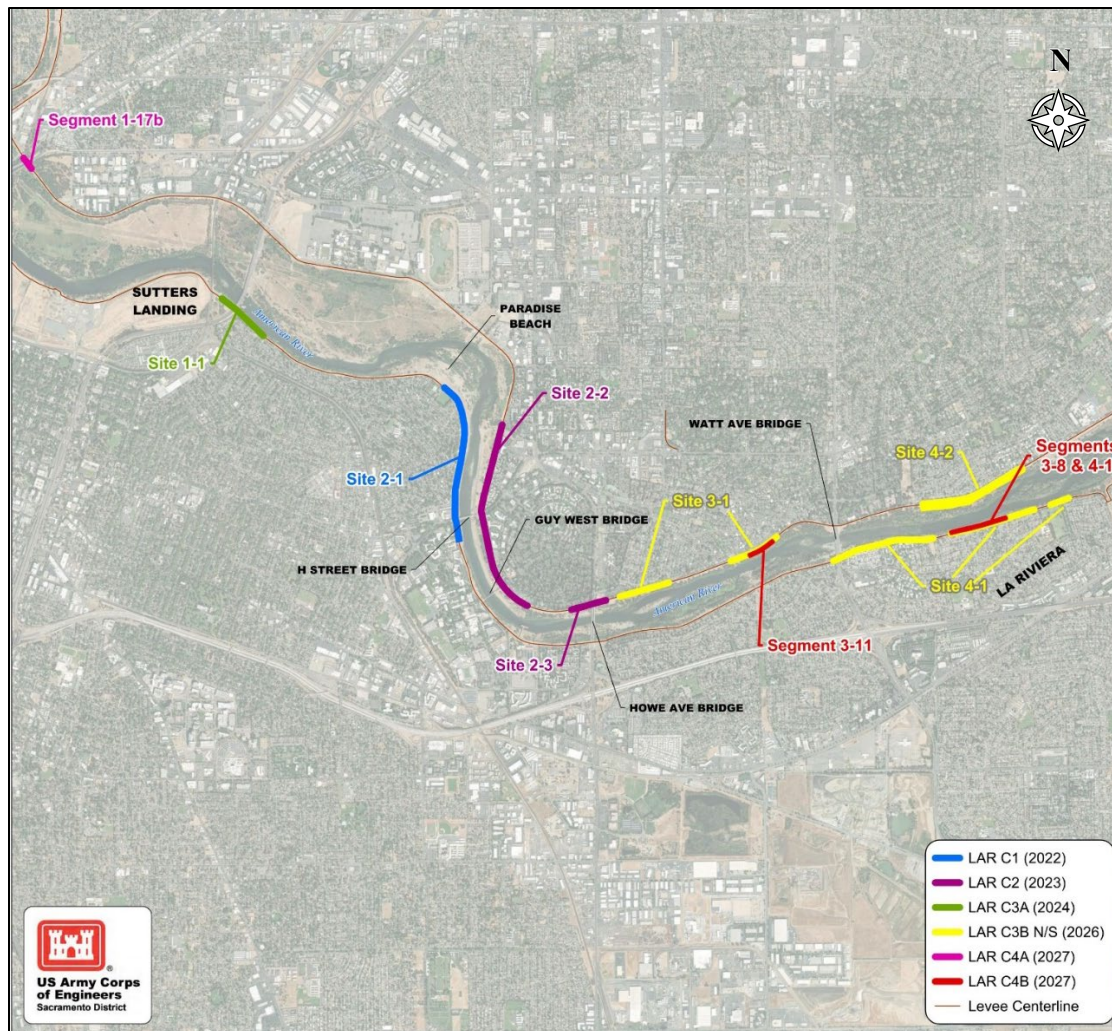 N
Segment 1-17b
SUTTERS
LANDING
American River
Site 1-1
PARADISE
BEACH
Site 2-2
Site 2-1
WATT AVE BRIDGE
Site 4-2
Segments
3-8 & 4-1
Site 3-1
GUY WEST BRIDGE
H STREET BRIDGE
American River
Site 4-1
LA RIVIERA
Segment 3-11
Site 2-3
HOWE AVE BRIDGE
LAR C1 (2022)
LAR C2 (2023)
LAR C3A (2024)
LAR C3B N/S (2026)
LAR C4A (2027)
LAR C4B (2027)
Levee Centerline
US Army Corps
of Engineers
Sacramento District